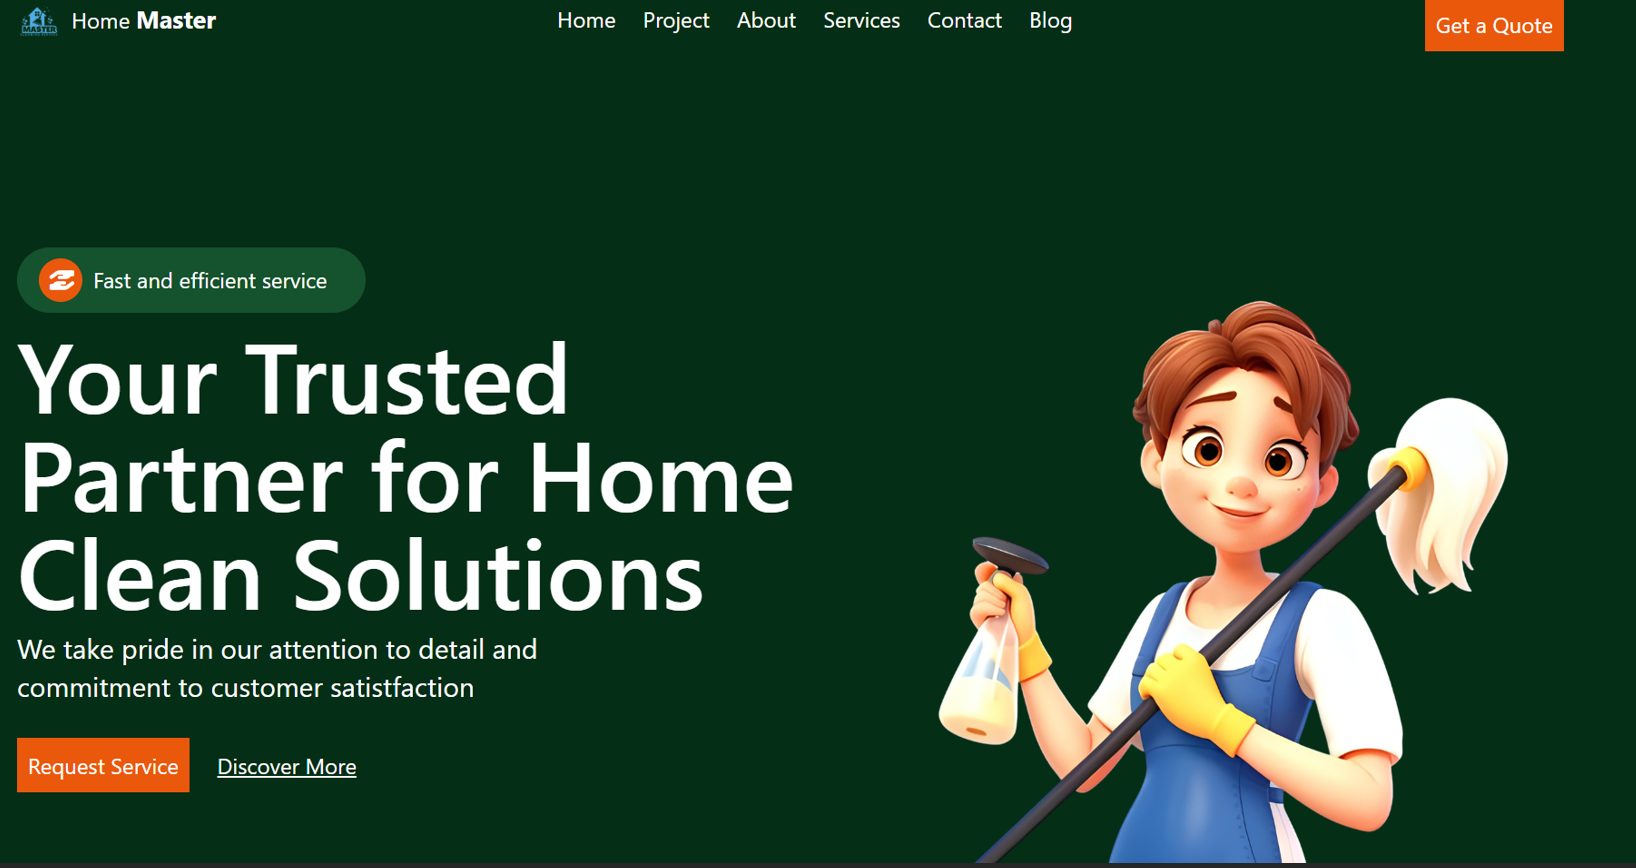 MASTER
Home Master
Home Project About Services Contact Blog
Get a Quote
Fast and efficient service
Your Trusted
Partner for Home
Clean Solutions
We take pride in our attention to detail and
commitment to customer satistfaction
Request Service
Discover More